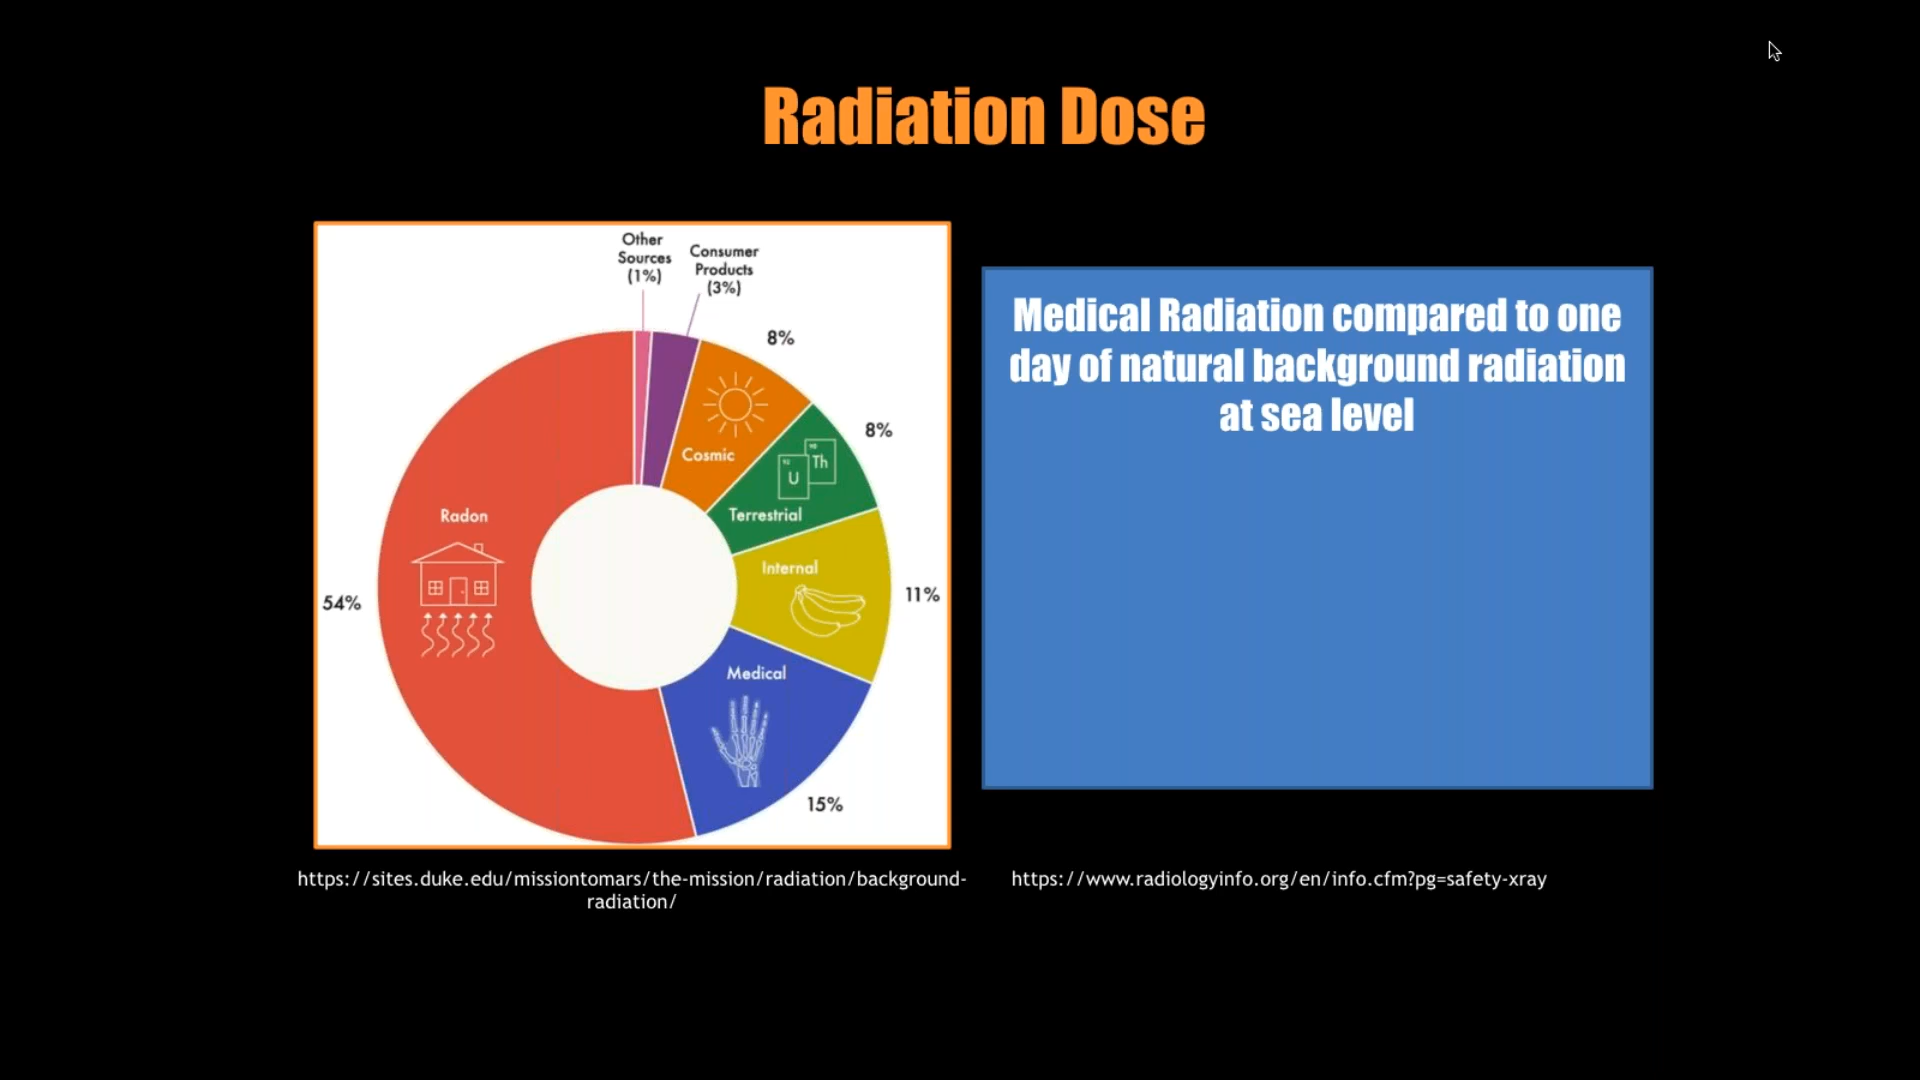 Radiation Dose
Other
Sources
(1%)
Consumer
Products
(3%)
8%
Cosmic
8%
90
Th
92
U
Terrestrial
Internal
11%
Radon
54%
Medical
15%
Medical Radiation compared to one
day of natural background radiation
at sea level
https://sites.duke.edu/missiontomars/the-mission/radiation/background-
radiation/
https://www.radiologyinfo.org/en/info.cfm?pg=safety-xray